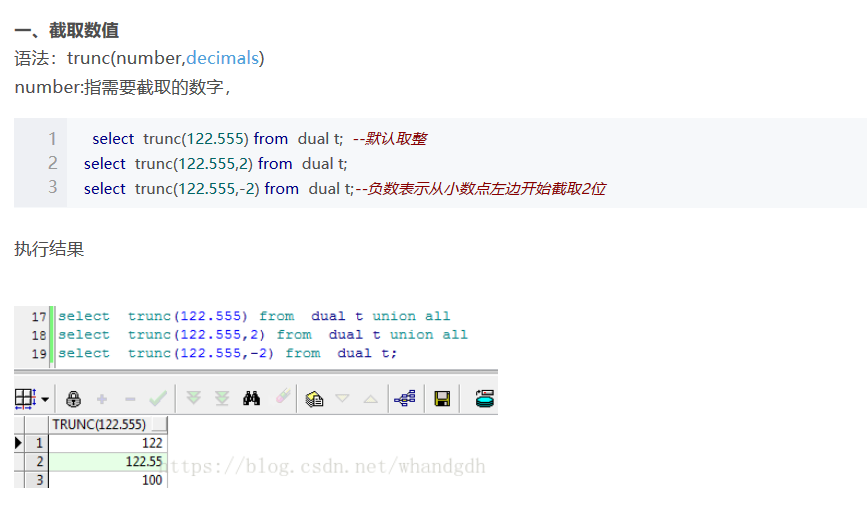 一、截取数值
语法：trunc(number,decimals)
number:指需要截取的数字，
1 select trunc(122.555) from dual t; --默认取整
2 select trunc(122.555,2) from dual t;
3 select trunc(122.555,-2) from dual t;--负数表示从小数点左边开始截取2位
执行结果
17 select trunc(122.555) from dual t union all
18 select trunc(122.555,2) from dual t union all
19 select trunc(122.555,-2) from dual t;
TRUNC(122.555)
1 122
2 122.55
https://blog.csdn.net/whandgdh
3 100